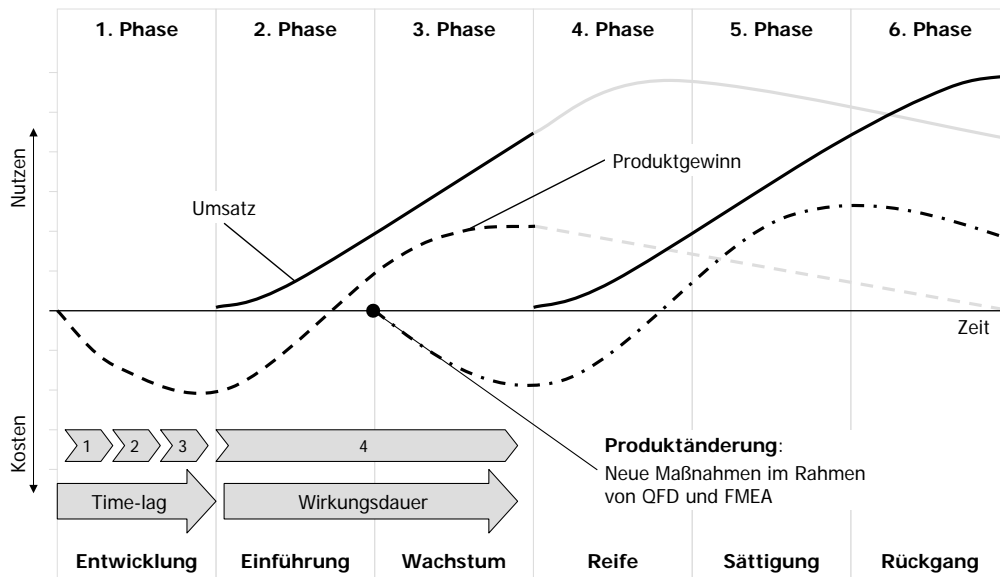 1. Phase
2. Phase
3. Phase
4. Phase
5. Phase
6. Phase
Nutzen
Kosten
Umsatz
Produktgewinn
Zeit
1
2
3
4
Time-lag
Wirkungsdauer
Produktänderung:
Neue Maßnahmen im Rahmen
von QFD und FMEA
Entwicklung
Einführung
Wachstum
Reife
Sättigung
Rückgang